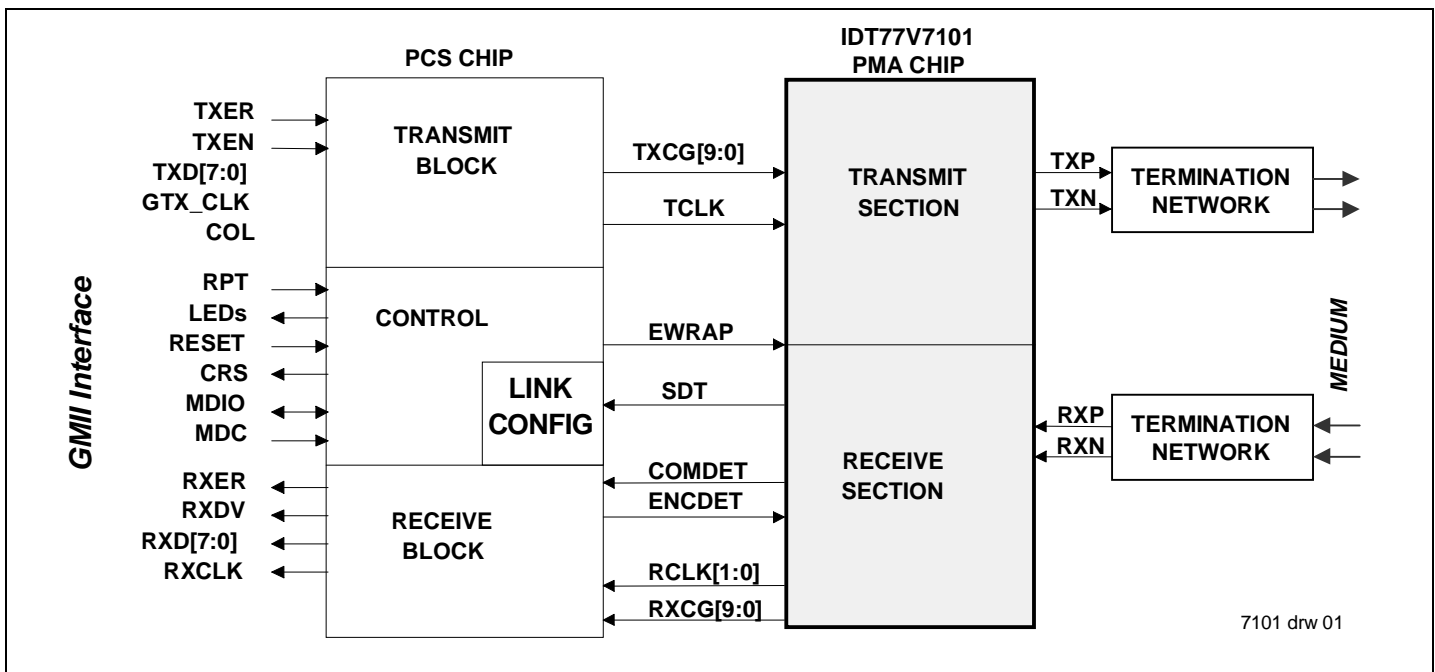 IDT77V7101
PMA CHIP
PCS CHIP
TXER
TXEN
TXD[7:0]
GTX_CLK
COL
TRANSMIT
BLOCK
TXCG[9:0]
TCLK
TRANSMIT
SECTION
TXP
TXN
TERMINATION
NETWORK
GMII Interface
RPT
LEDs
RESET
CRS
MDIO
MDC
CONTROL
LINK
CONFIG
EWRAP
SDT
MEDIUM
RXP
RXN
TERMINATION
NETWORK
RXER
RXDV
RXD[7:0]
RXCLK
RECEIVE
BLOCK
COMDET
ENCDET
RCLK[1:0]
RXCG[9:0]
RECEIVE
SECTION
7101 drw 01